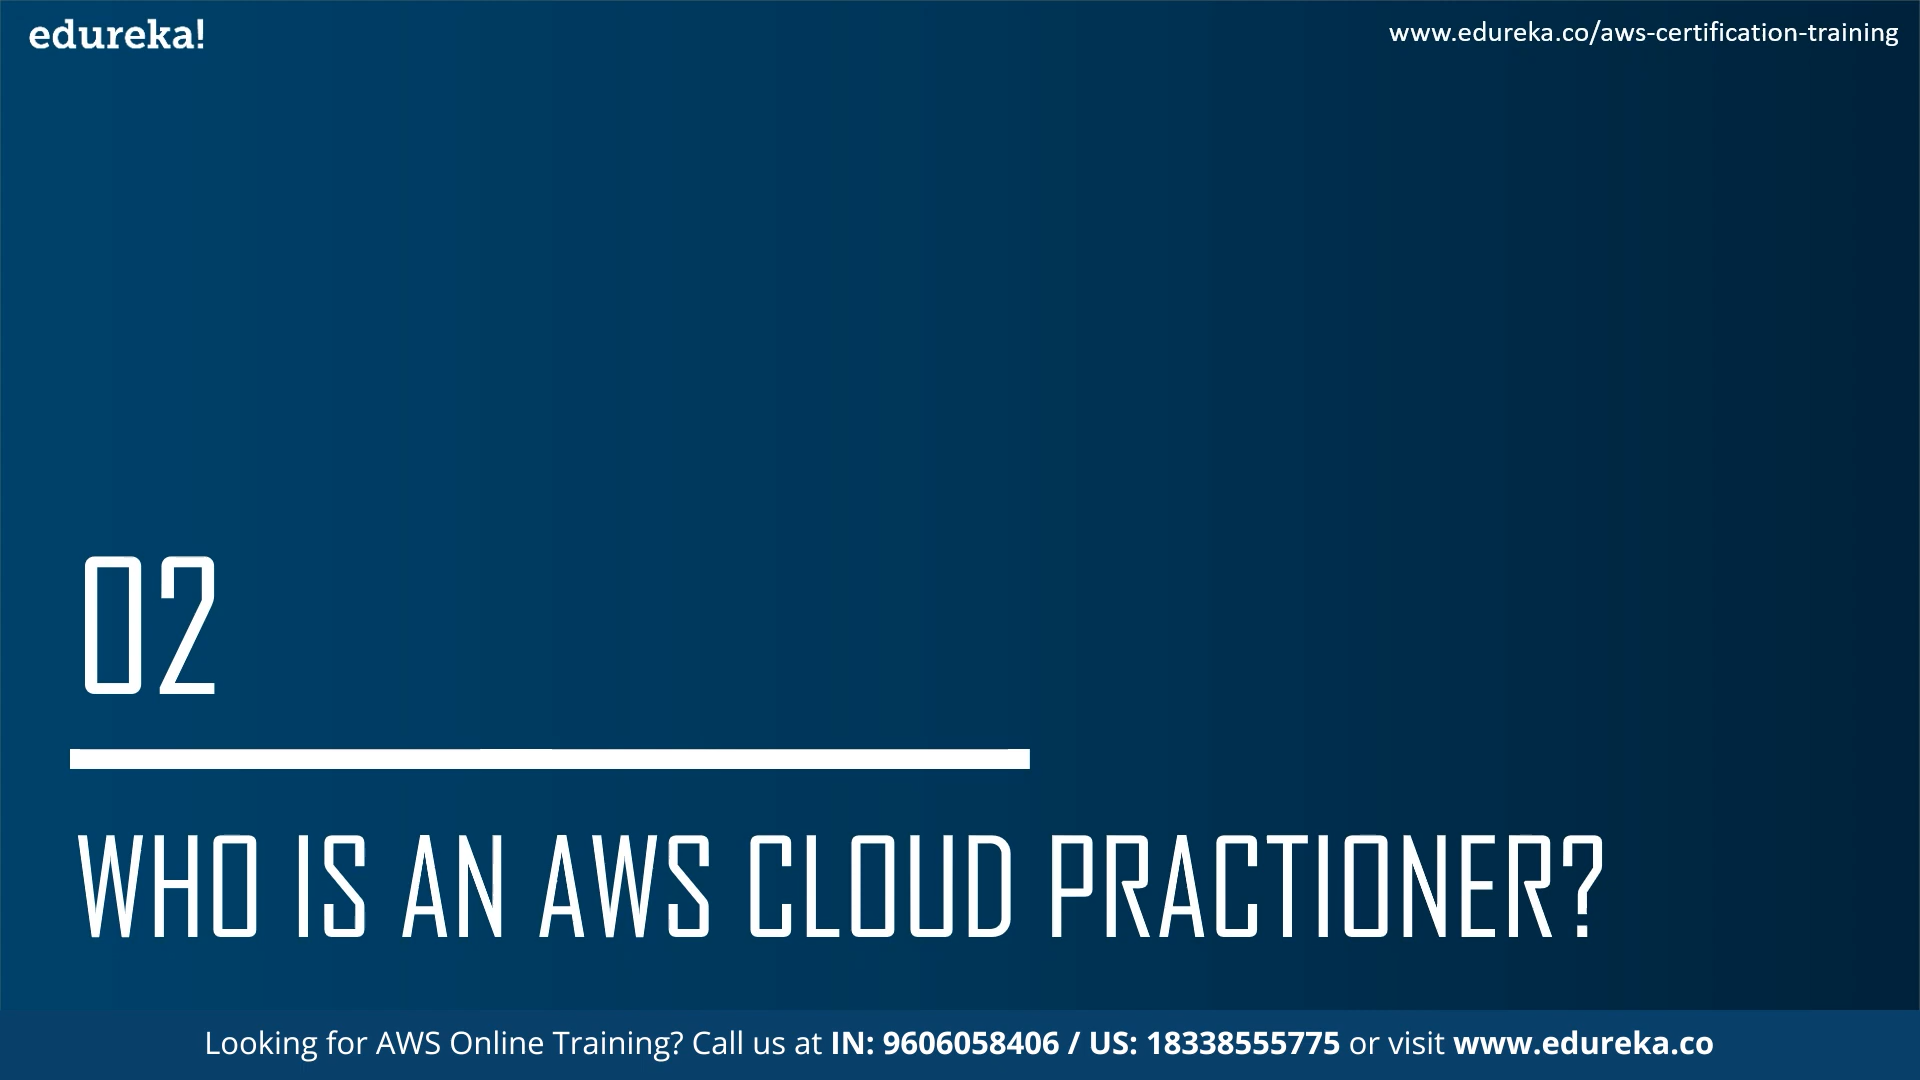 edureka!
www.edureka.co/aws-certification-training
02
WHO IS AN AWS CLOUD PRACTIONER?
Looking for AWS Online Training? Call us at IN: 9606058406 / US: 18338555775 or visit www.edureka.co